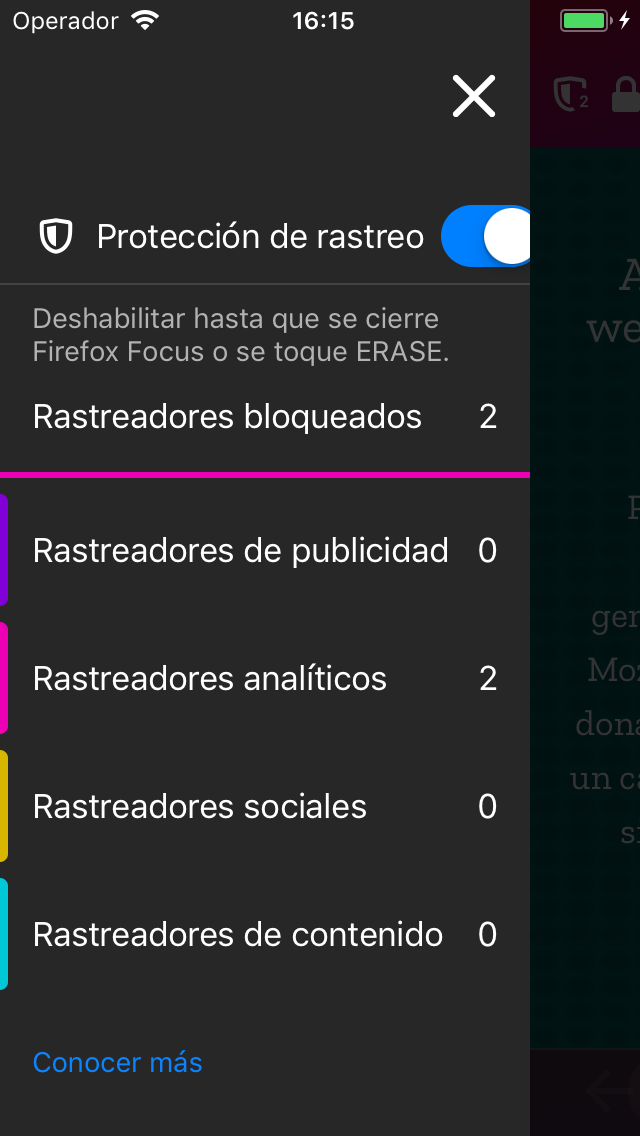 Operador
16:15
2
Protección de rastreo
Deshabilitar hasta que se cierre
Firefox Focus o se toque ERASE.
Rastreadores bloqueados 2
Rastreadores de publicidad 0
Rastreadores analíticos 2
Rastreadores sociales 0
Rastreadores de contenido 0
Conocer más